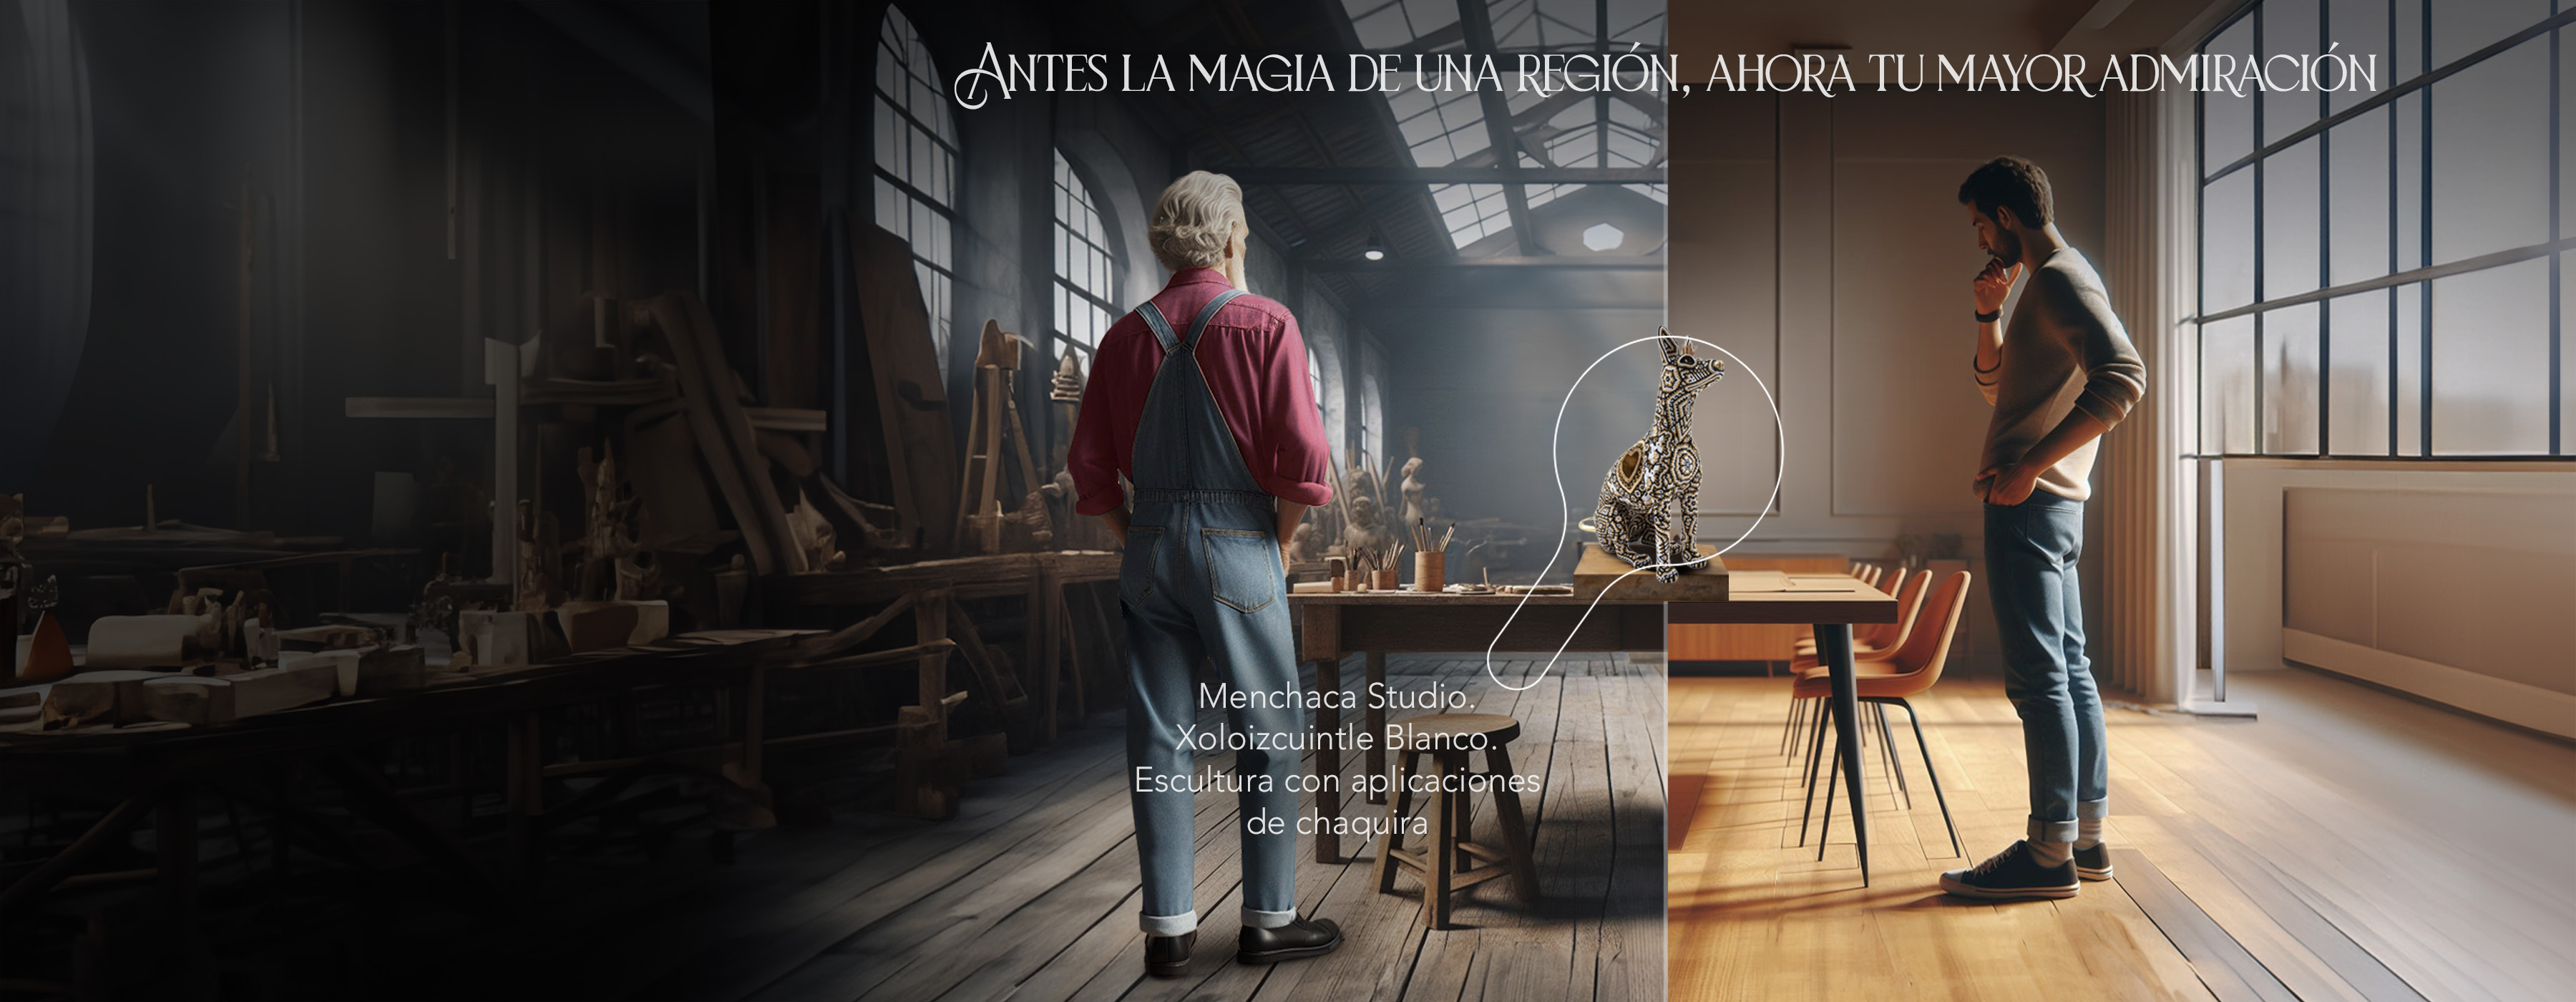 ANTES LA MAGIA DE UNA REGIÓN, AHORA TU MAYOR ADMIRACIÓN
Menchaca Studio.
Xoloizcuintle Blanco.
Escultura con aplicaciones
de chaquira